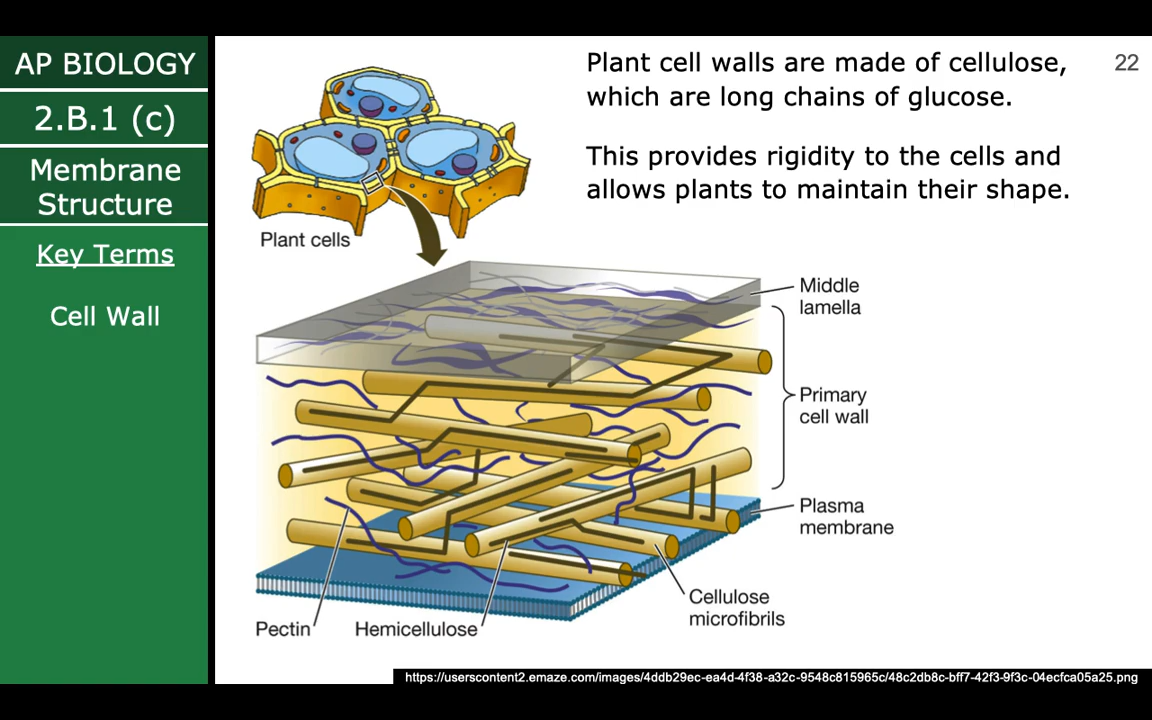 AP BIOLOGY
2.B.1 (c)
Membrane
Structure
Key Terms
Cell Wall
Plant cell walls are made of cellulose,
which are long chains of glucose.
This provides rigidity to the cells and
allows plants to maintain their shape.
22
Plant cells
Middle
lamella
Primary
cell wall
Plasma
membrane
Cellulose
microfibrils
Pectin
Hemicellulose
https://userscontent2.emaze.com/images/4ddb29ec-ea4d-4f38-a32c-9548c815965c/48c2db8c-bff7-42f3-9f3c-04ecfca05a25.png